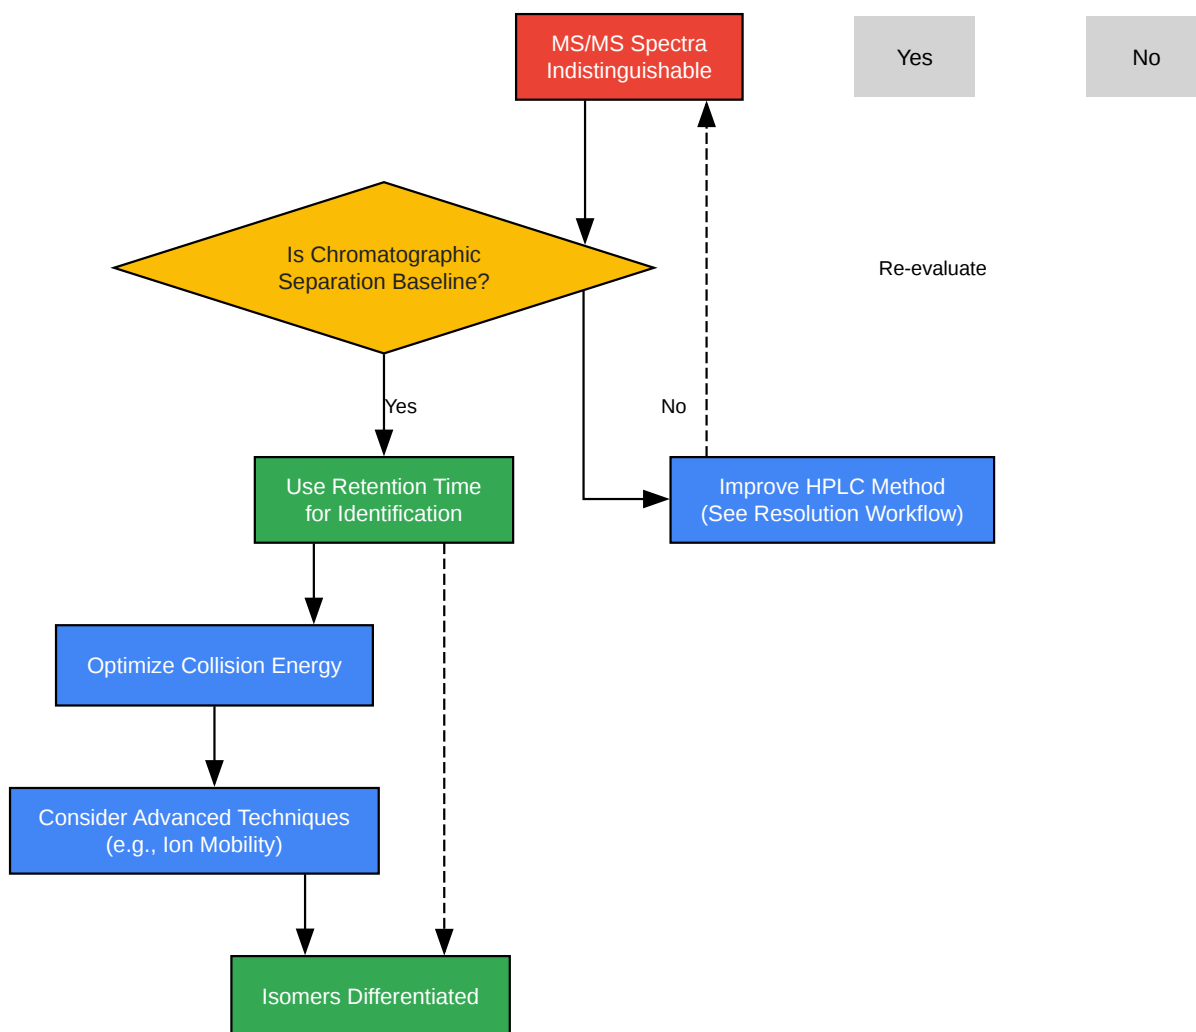 MS/MS Spectra
Indistinguishable
Yes
No
Is Chromatographic
Separation Baseline?
Re-evaluate
Yes
No
Use Retention Time
for Identification
Improve HPLC Method
(See Resolution Workflow)
Optimize Collision Energy
Consider Advanced Techniques
(e.g., Ion Mobility)
Isomers Differentiated